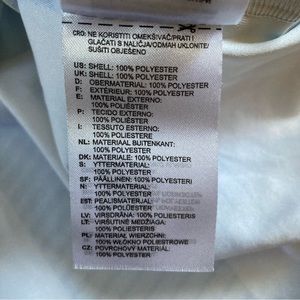 CRO: NE KORISTITI OMEKŠIVAČ/PRATI I
GLAČATI S NALIČJA/ODMAH UKLONITE/
SUŠITI OBJEŠENO
US: SHELL: 100% POLYESTER
UK: SHELL: 100% POLYESTER
D: OBERMATERIAL: 100% POLYESTER
F: EXTÉRIEUR: 100% POLYESTER
E: MATERIAL EXTERNO:
100% POLIÉSTER
P: TECIDO EXTERNO:
100% POLIÉSTER
I: TESSUTO ESTERNO:
100% POLIESTERE
NL: MATERIAAL BUITENKANT:
100% POLYESTER
DK: MATERIALE: 100% POLYESTER
S: YTTERMATERIAL:
100% POLYESTER
SF: PÄÄLLINEN: 100% POLYESTERI
N: YTTERMATERIAL:
100% POLYESTER
EST: PEALISMATERJAL:
100% POLÜESTER
LV: VIRSDRĀNA: 100% POLIESTERIS
LT: VIRŠUTINĖ MEDŽIAGA:
100% POLIESTERIS
PL: MATERIAŁ WIERZCHNI:
100% WŁÓKNO POLIESTROWE
CZ: POVRCHOVÝ MATERIÁL:
100% POLYESTER